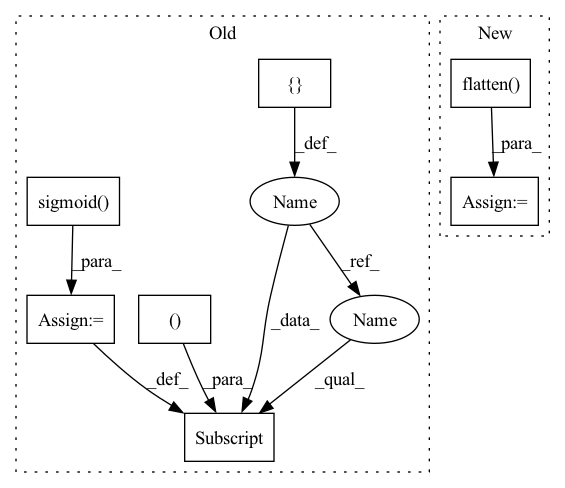 Old
New
{}
flatten()
_def_
_para_
sigmoid()
Name
Assign:=
_para_
_ref_
Assign:=
()
_data_
Name
_def_
_para_
_qual_
Subscript